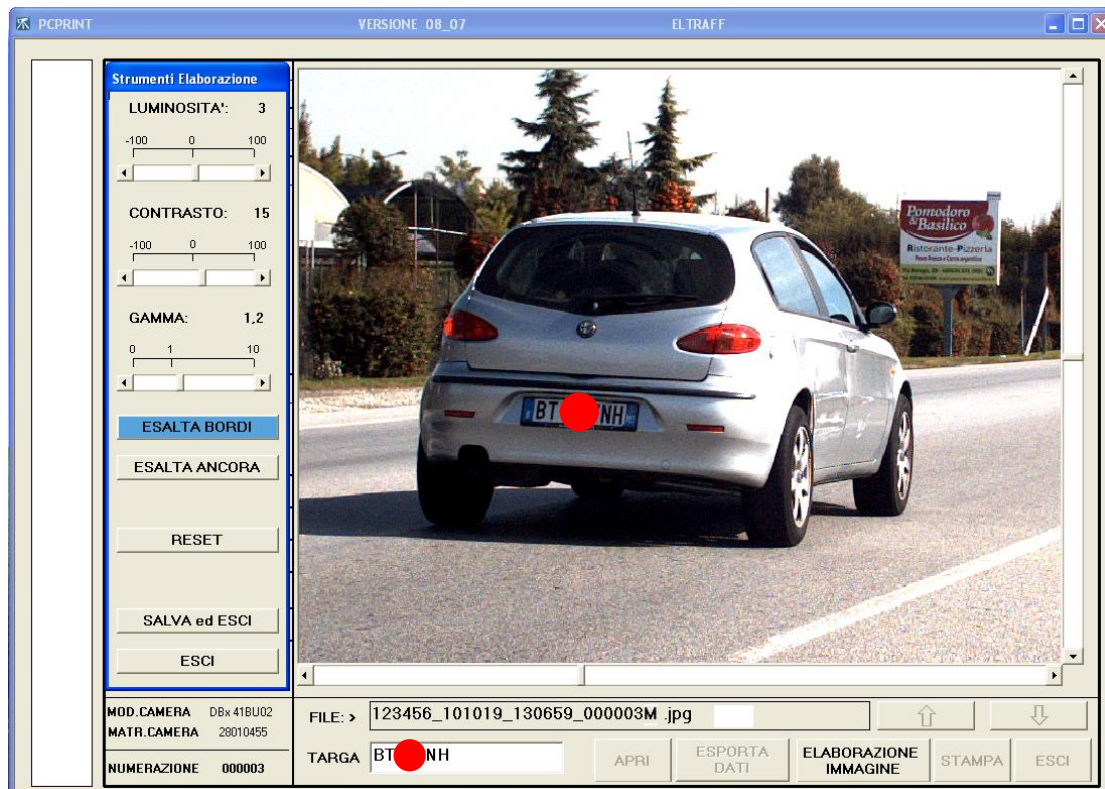 PCPRINT VERSIONE 08_07 ELTRAFF
Strumenti Elaborazione
LUMINOSITA': 3
-100 0 100
CONTRASTO: 15
-100 0 100
GAMMA: 1,2
0 1 10
ESALTA BORDI
ESALTA ANCORA
RESET
SALVA ed ESCI
ESCI
Pomodoro
&Basilico
Ristorante-Pizzeria
BT NH
MOD.CAMERA DBx41BU02
MATR.CAMERA 28010455
NUMERAZIONE 000003
FILE: > 123456_101019_130659_000003M .jpg
TARGA BT NH
APRI
ESPORTA
DATI
ELABORAZIONE
IMMAGINE
STAMPA
ESCI